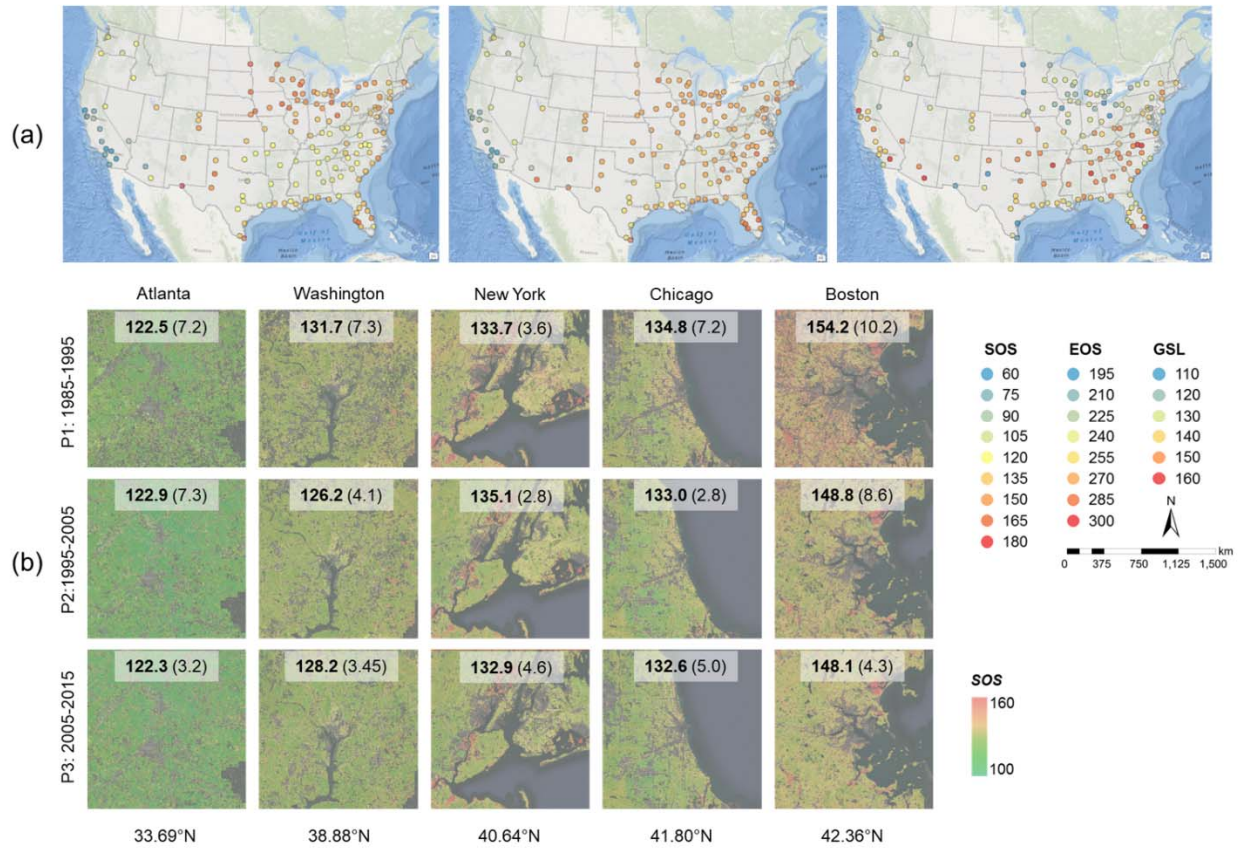 (a)
Gulf of
Mexico
Mexico
Basin
Gulf of
Mexico
Mexico
Basin
Gulf of
Mexico
Mexico
Basin
(b)
Atlanta
Washington
New York
Chicago
Boston
P1: 1985-1995
122.5 (7.2)
131.7 (7.3)
133.7 (3.6)
134.8 (7.2)
154.2 (10.2)
P2:1995-2005
122.9 (7.3)
126.2 (4.1)
135.1 (2.8)
133.0 (2.8)
148.8 (8.6)
P3: 2005-2015
122.3 (3.2)
128.2 (3.45)
132.9 (4.6)
132.6 (5.0)
148.1 (4.3)
33.69°N
38.88°N
40.64°N
41.80°N
42.36°N
SOS
60
75
90
105
120
135
150
165
180
EOS
195
210
225
240
255
270
285
300
GSL
110
120
130
140
150
160
N
km
0
375
750
1,125
1,500
SOS
160
100